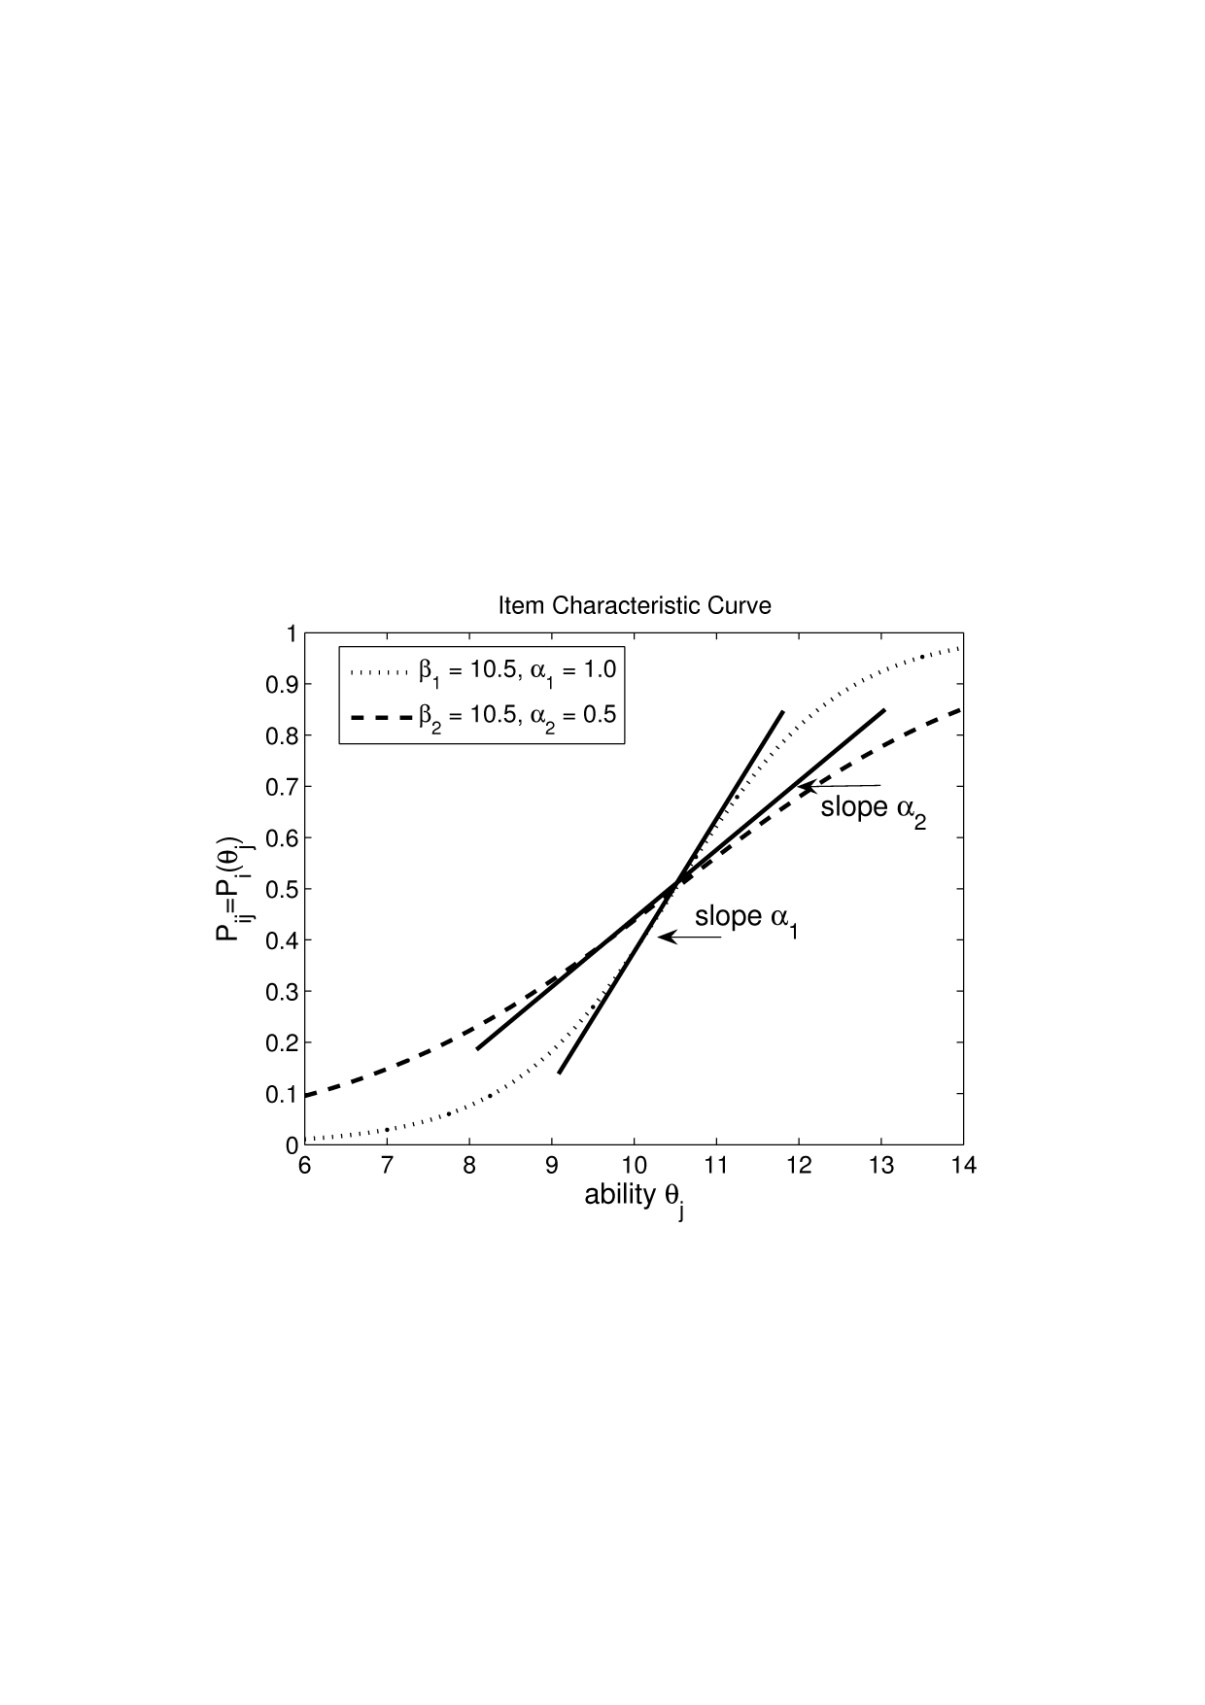 Item Characteristic Curve
1
0.9
0.8
0.7
0.6
0.5
0.4
0.3
0.2
0.1
0
β₁ = 10.5, α₁ = 1.0
β₂ = 10.5, α₂ = 0.5
slope α₂
slope α₁
Pᵢⱼ=Pᵢ(θⱼ)
6 7 8 9 10 11 12 13 14
ability θⱼ